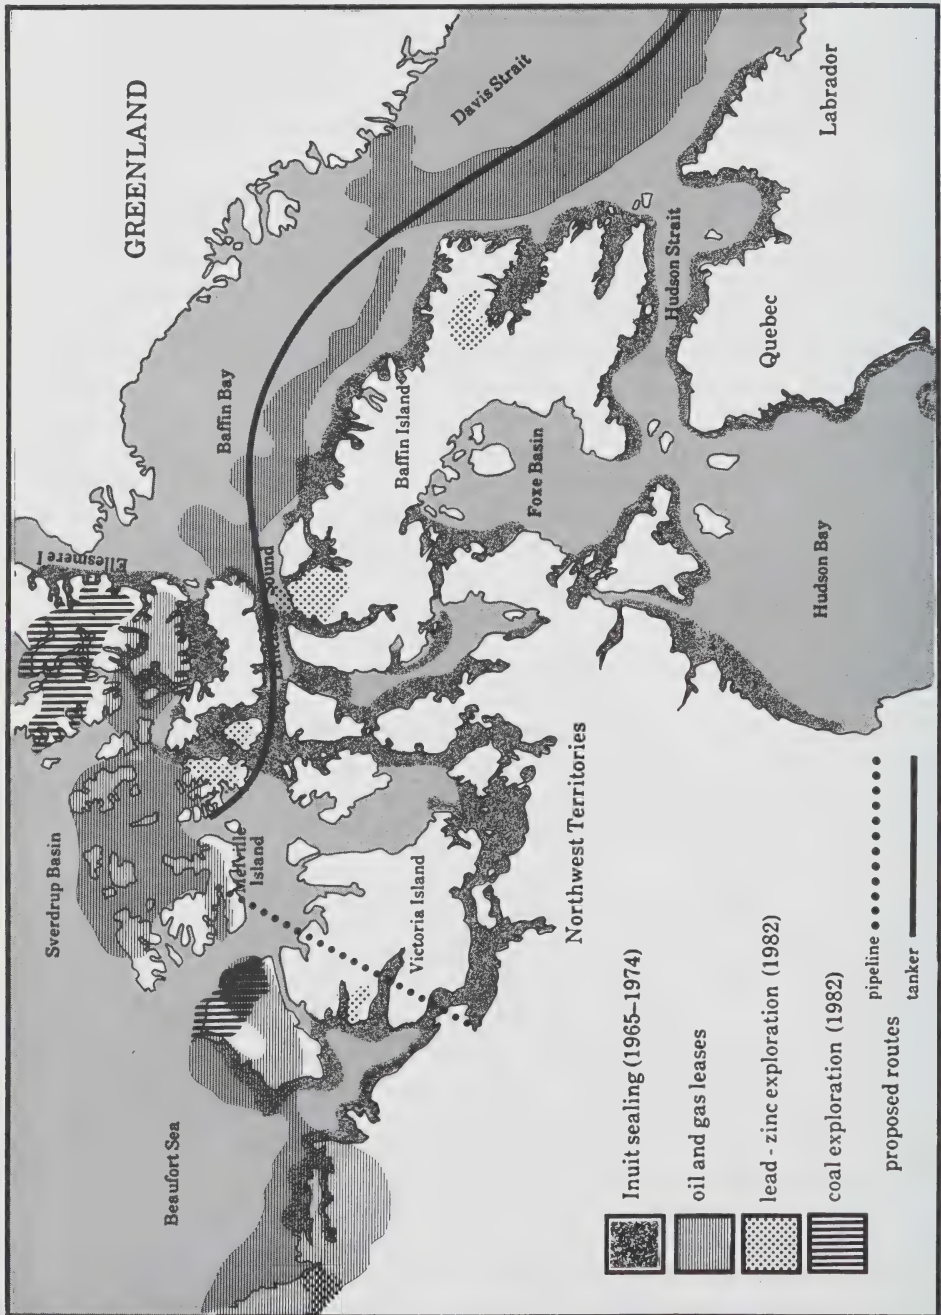 GREENLAND
Davis Strait
Labrador
Baffin Bay
Hudson Strait
Quebec
Baffin Island
Foxe Basin
Ellesmere I
Sound
Hudson Bay
Sverdrup Basin
Melville
Island
Victoria Island
Northwest Territories
Beaufort Sea
Inuit sealing (1965–1974)
oil and gas leases
lead - zinc exploration (1982)
coal exploration (1982)
pipeline
tanker
proposed routes